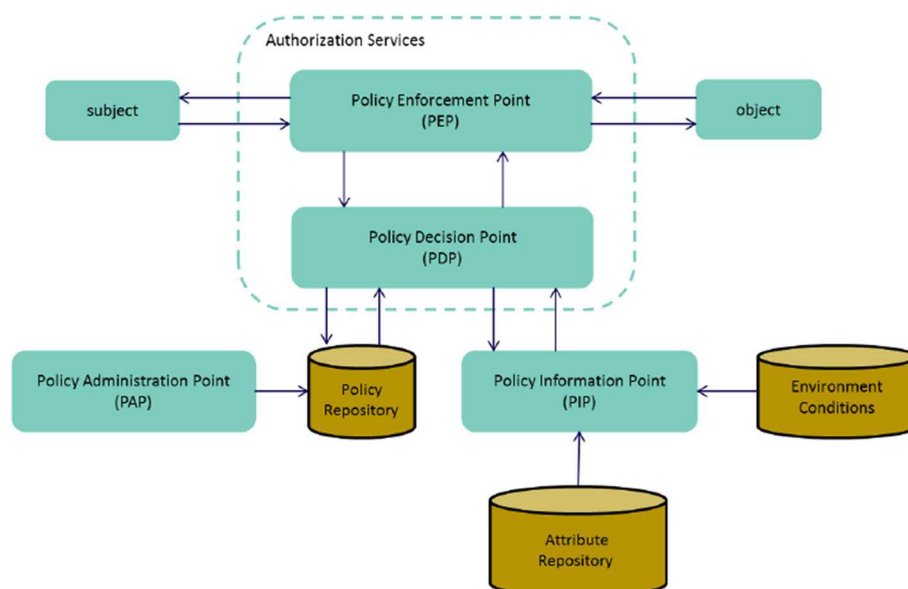 Authorization Services
subject
Policy Enforcement Point
(PEP)
object
Policy Decision Point
(PDP)
Policy Administration Point
(PAP)
Policy
Repository
Policy Information Point
(PIP)
Environment
Conditions
Attribute
Repository